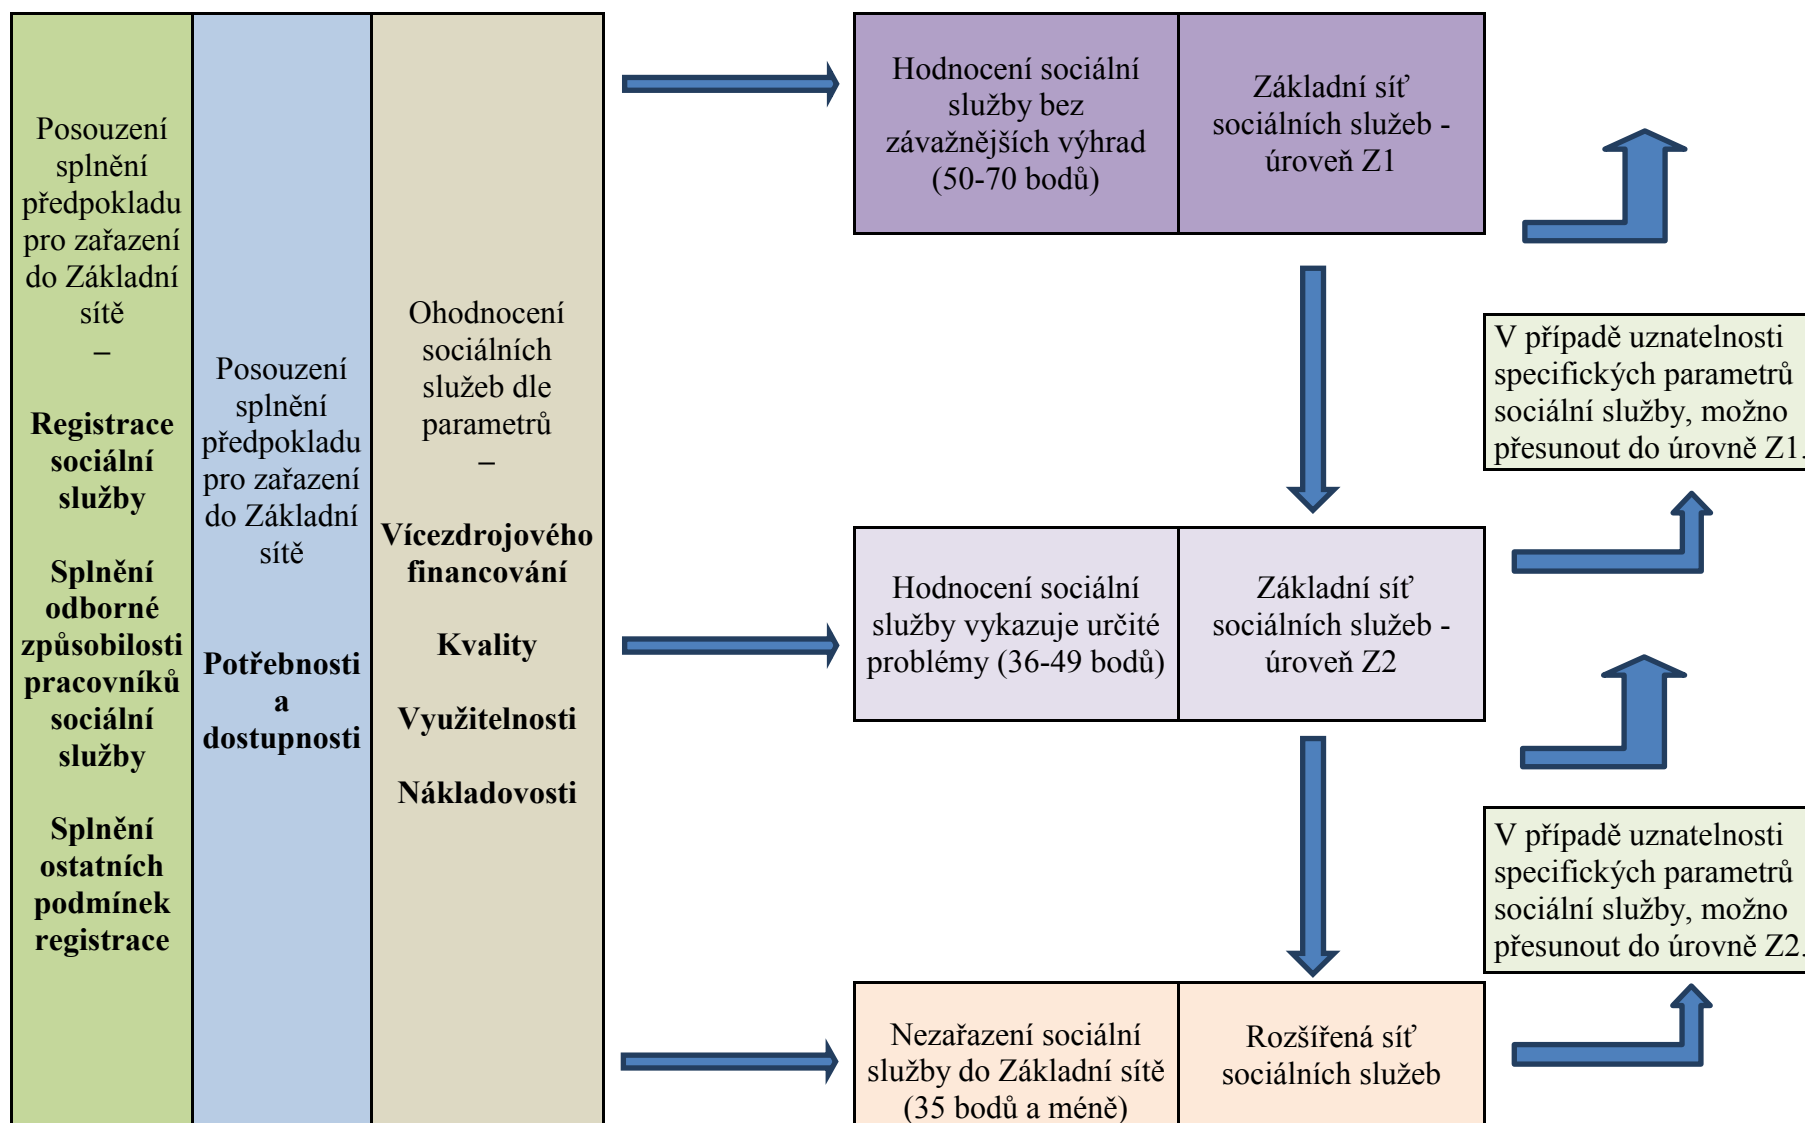 Posouzení
splnění
předpokladu
pro zařazení
do Základní
sítě
–
Registrace
sociální
služby
Splnění
odborné
způsobilosti
pracovníků
sociální
služby
Splnění
ostatních
podmínek
registrace
Posouzení
splnění
předpokladu
pro zařazení
do Základní
sítě
Potřebnosti
a
dostupnosti
Ohodnocení
sociálních
služeb dle
parametrů
–
Vícezdrojového
financování
Kvality
Využitelnosti
Nákladovosti
Hodnocení sociální
služby bez
závažnějších výhrad
(50-70 bodů)
Základní síť
sociálních služeb -
úroveň Z1
V případě uznatelnosti
specifických parametrů
sociální služby, možno
přesunout do úrovně Z1.
Hodnocení sociální
služby vykazuje určité
problémy (36-49 bodů)
Základní síť
sociálních služeb -
úroveň Z2
V případě uznatelnosti
specifických parametrů
sociální služby, možno
přesunout do úrovně Z2.
Nezařazení sociální
služby do Základní sítě
(35 bodů a méně)
Rozšířená síť
sociálních služeb